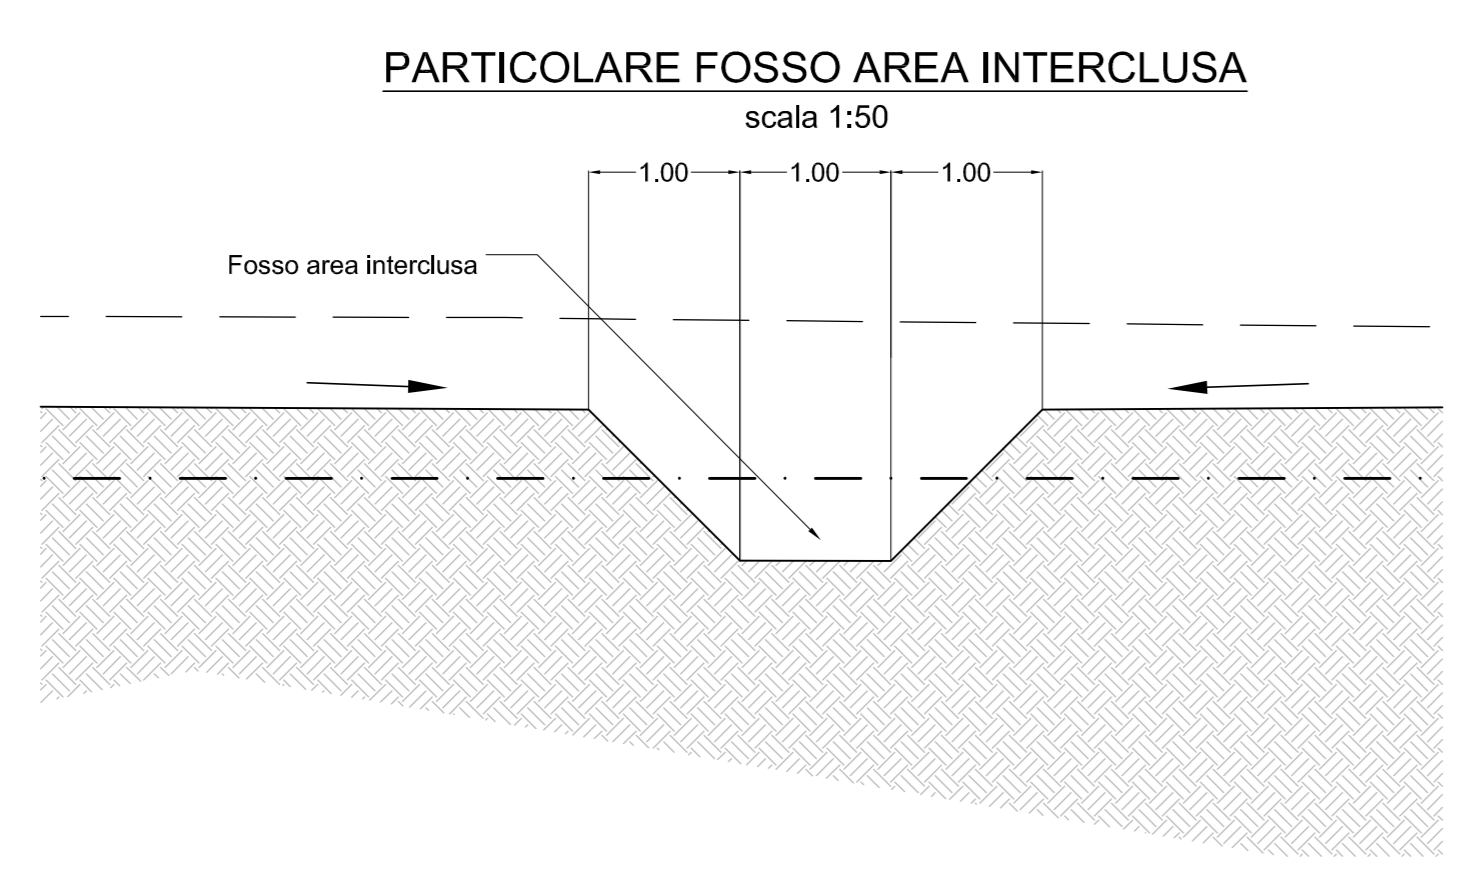 PARTICOLARE FOSSO AREA INTERCLUSA
scala 1:50
1.00 1.00 1.00
Fosso area interclusa